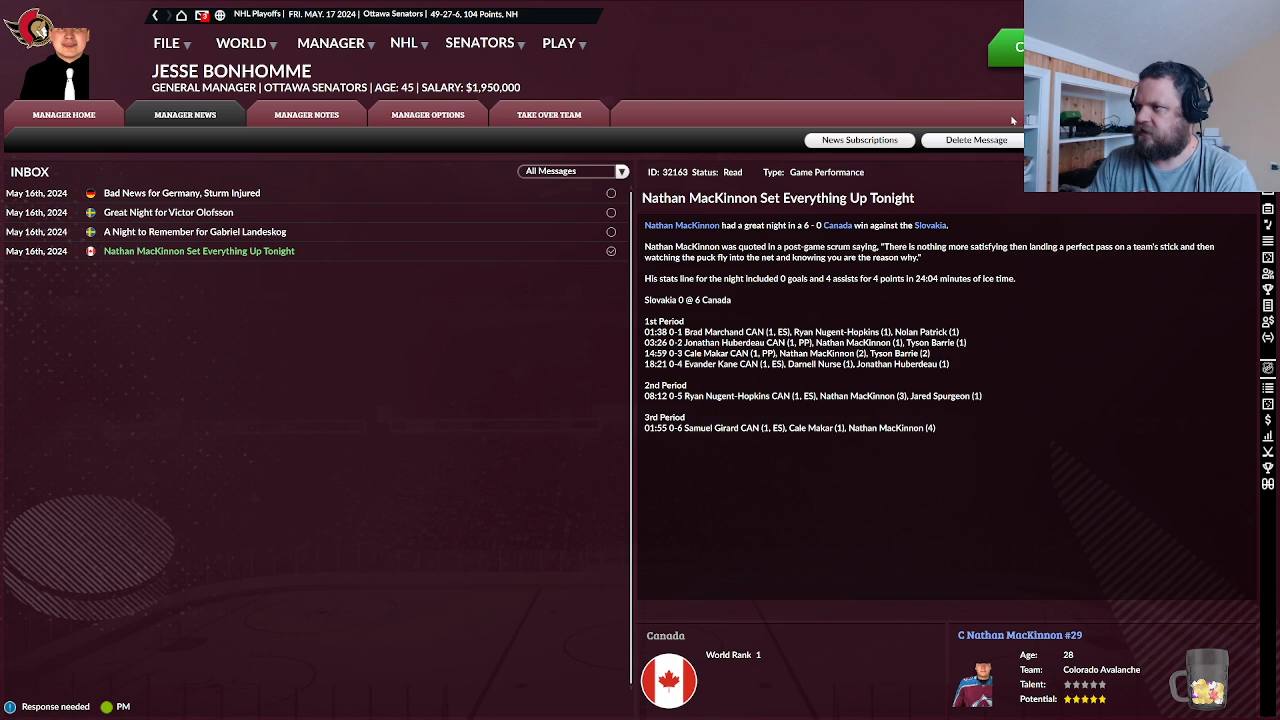 NHL Playoffs | FRI. MAY. 17 2024 | Ottawa Senators | 49-27-6, 104 Points, NH
3
FILE WORLD MANAGER NHL SENATORS PLAY
JESSE BONHOMME
GENERAL MANAGER | OTTAWA SENATORS | AGE: 45 | SALARY: $1,950,000
C
MANAGER HOME MANAGER NEWS MANAGER NOTES MANAGER OPTIONS TAKE OVER TEAM
News Subscriptions Delete Message
INBOX All Messages
May 16th, 2024 Bad News for Germany, Sturm Injured
May 16th, 2024 Great Night for Victor Olofsson
May 16th, 2024 A Night to Remember for Gabriel Landeskog
May 16th, 2024 Nathan MacKinnon Set Everything Up Tonight
ID: 32163 Status: Read Type: Game Performance
Nathan MacKinnon Set Everything Up Tonight
Nathan MacKinnon had a great night in a 6 - 0 Canada win against the Slovakia.
Nathan MacKinnon was quoted in a post-game scrum saying, "There is nothing more satisfying then landing a perfect pass on a team's stick and then
watching the puck fly into the net and knowing you are the reason why."
His stats line for the night included 0 goals and 4 assists for 4 points in 24:04 minutes of ice time.
Slovakia 0 @ 6 Canada
1st Period
01:38 0-1 Brad Marchand CAN (1, ES), Ryan Nugent-Hopkins (1), Nolan Patrick (1)
03:26 0-2 Jonathan Huberdeau CAN (1, PP), Nathan MacKinnon (1), Tyson Barrie (1)
14:59 0-3 Cale Makar CAN (1, PP), Nathan MacKinnon (2), Tyson Barrie (2)
18:21 0-4 Evander Kane CAN (1, ES), Darnell Nurse (1), Jonathan Huberdeau (1)
2nd Period
08:12 0-5 Ryan Nugent-Hopkins CAN (1, ES), Nathan MacKinnon (3), Jared Spurgeon (1)
3rd Period
01:55 0-6 Samuel Girard CAN (1, ES), Cale Makar (1), Nathan MacKinnon (4)
Canada
World Rank 1
C Nathan MacKinnon #29
Age: 28
Team: Colorado Avalanche
Talent:
Potential:
Response needed PM